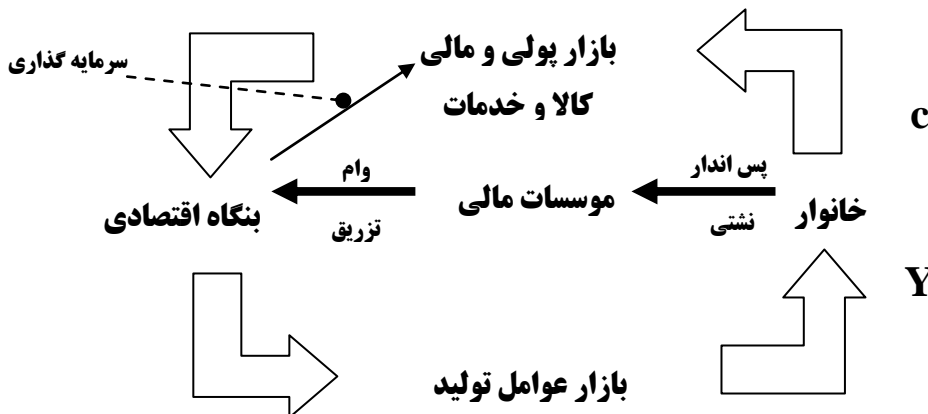 بازار پولی و مالی
سرمایه گذاری
کالا و خدمات
c
پس اندار
وام
خانوار
موسسات مالی
بنگاه اقتصادی
نشتی
تزریق
Y
بازار عوامل تولید